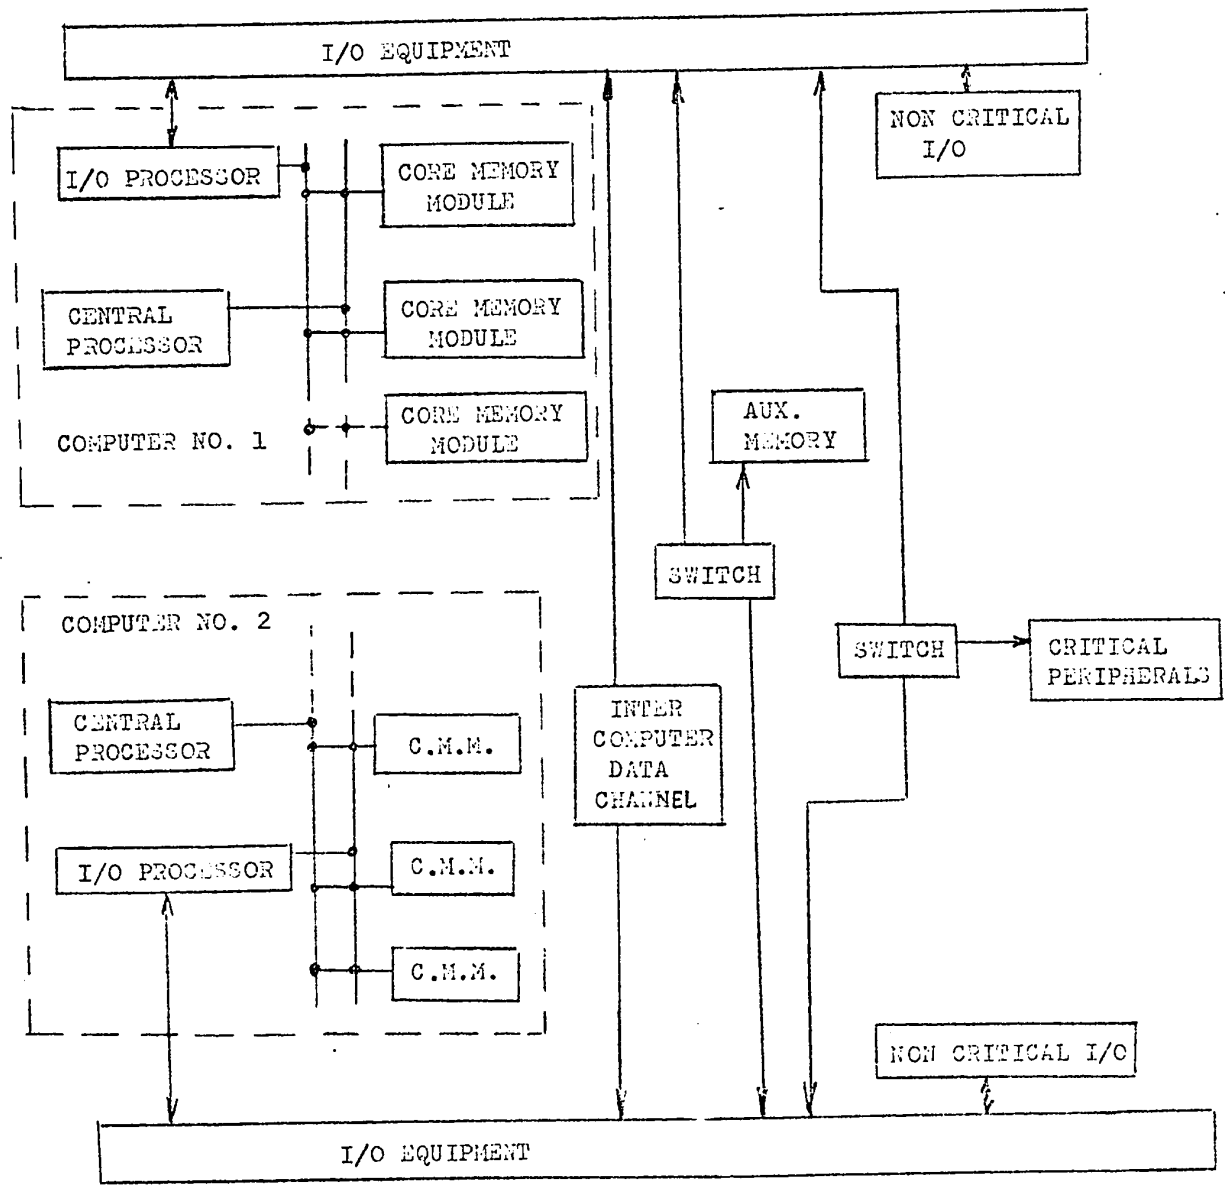 I/O EQUIPMENT
NON CRITICAL
I/O
I/O PROCESSOR
CORE MEMORY
MODULE
CENTRAL
PROCESSOR
CORE MEMORY
MODULE
CORE MEMORY
MODULE
COMPUTER NO. 1
AUX.
MEMORY
SWITCH
COMPUTER NO. 2
SWITCH
CRITICAL
PERIPHERALS
CENTRAL
PROCESSOR
C.M.M.
INTER
COMPUTER
DATA
CHANNEL
I/O PROCESSOR
C.M.M.
C.M.M.
NON CRITICAL I/O
I/O EQUIPMENT